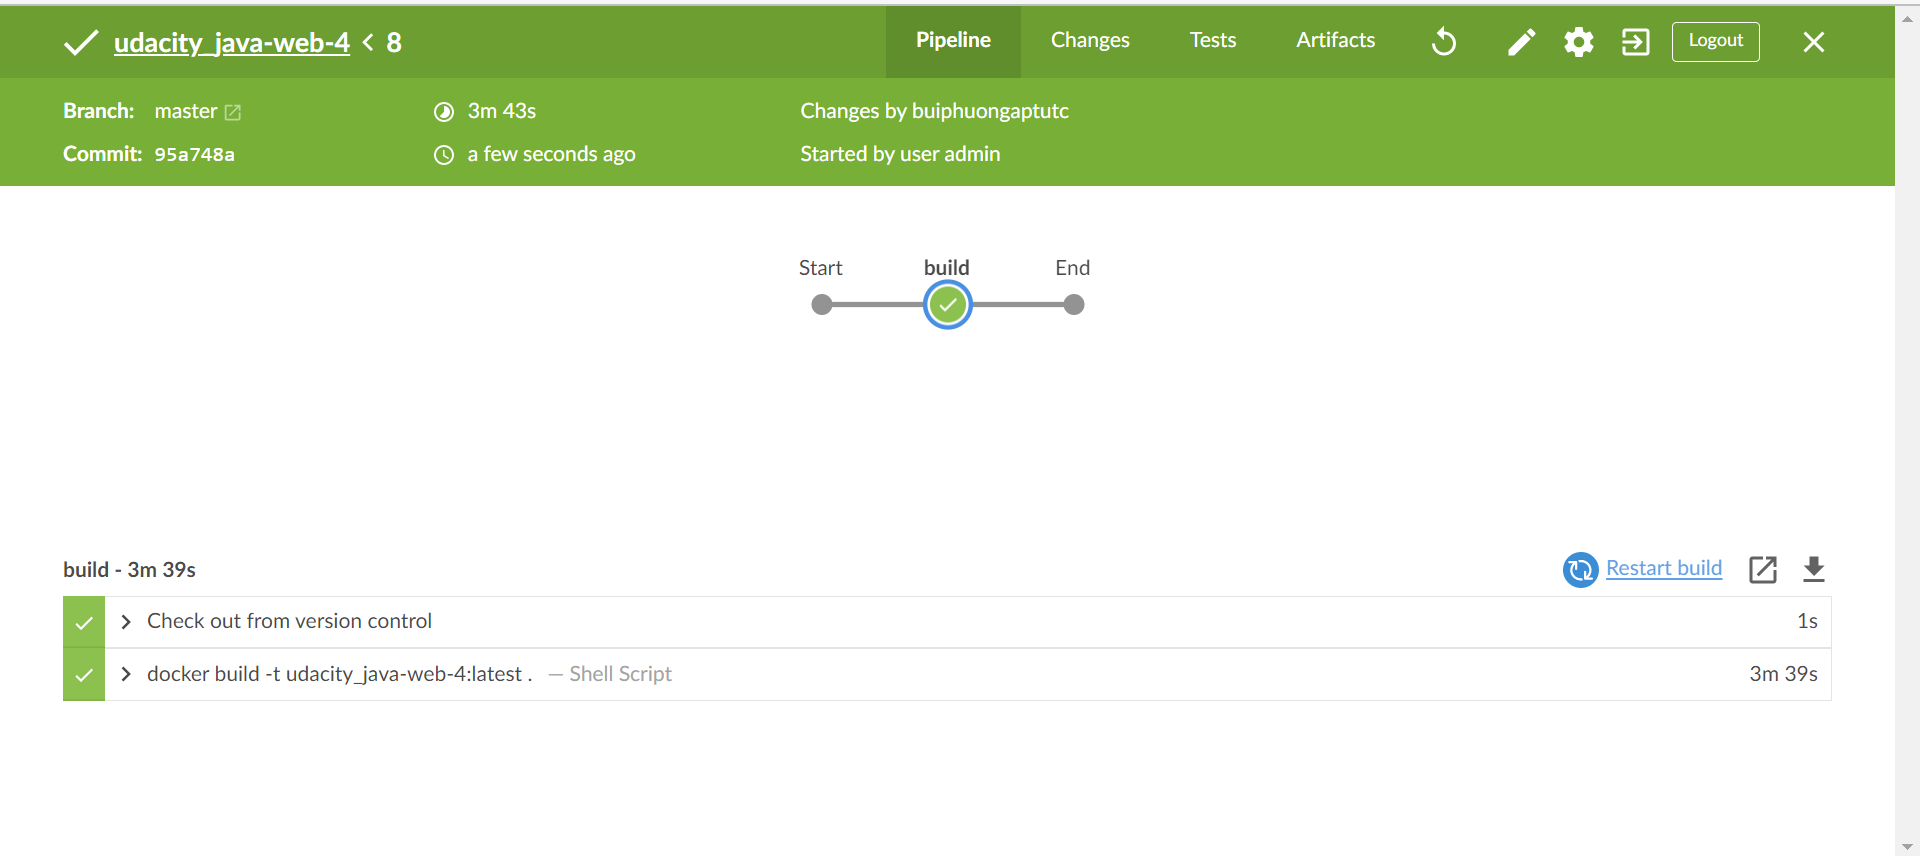 udacity_java-web-4 < 8
Pipeline
Changes
Tests
Artifacts
Logout
Branch: master
3m 43s
Changes by buiphuongaptutc
Commit: 95a748a
a few seconds ago
Started by user admin
Start
build
End
build - 3m 39s
Restart build
Check out from version control
1s
docker build -t udacity_java-web-4:latest . — Shell Script
3m 39s